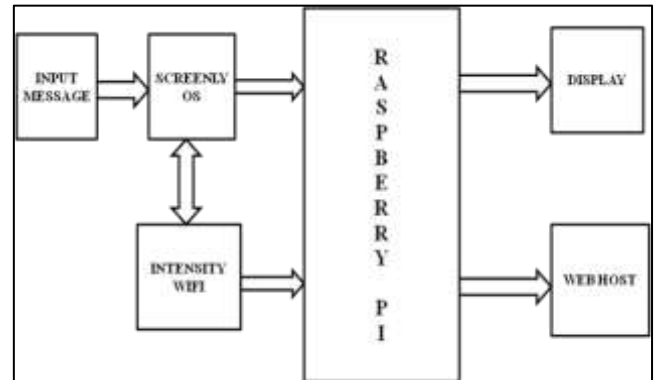 INPUT
MESSAGE
SCREENLY
OS
R
A
S
P
B
E
R
R
Y
P
I
DISPLAY
INTENSITY
WIFI
WEB HOST